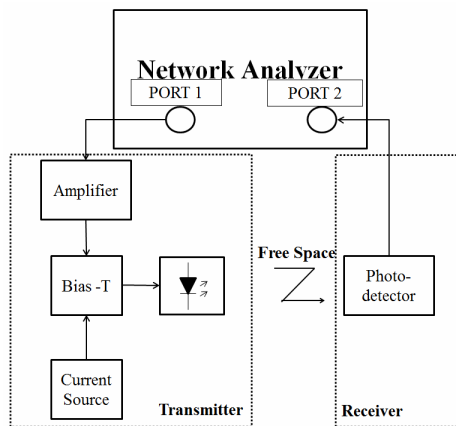 Network Analyzer
PORT 1
PORT 2
Amplifier
Bias -T
Current
Source
Transmitter
Free Space
Photo-
detector
Receiver